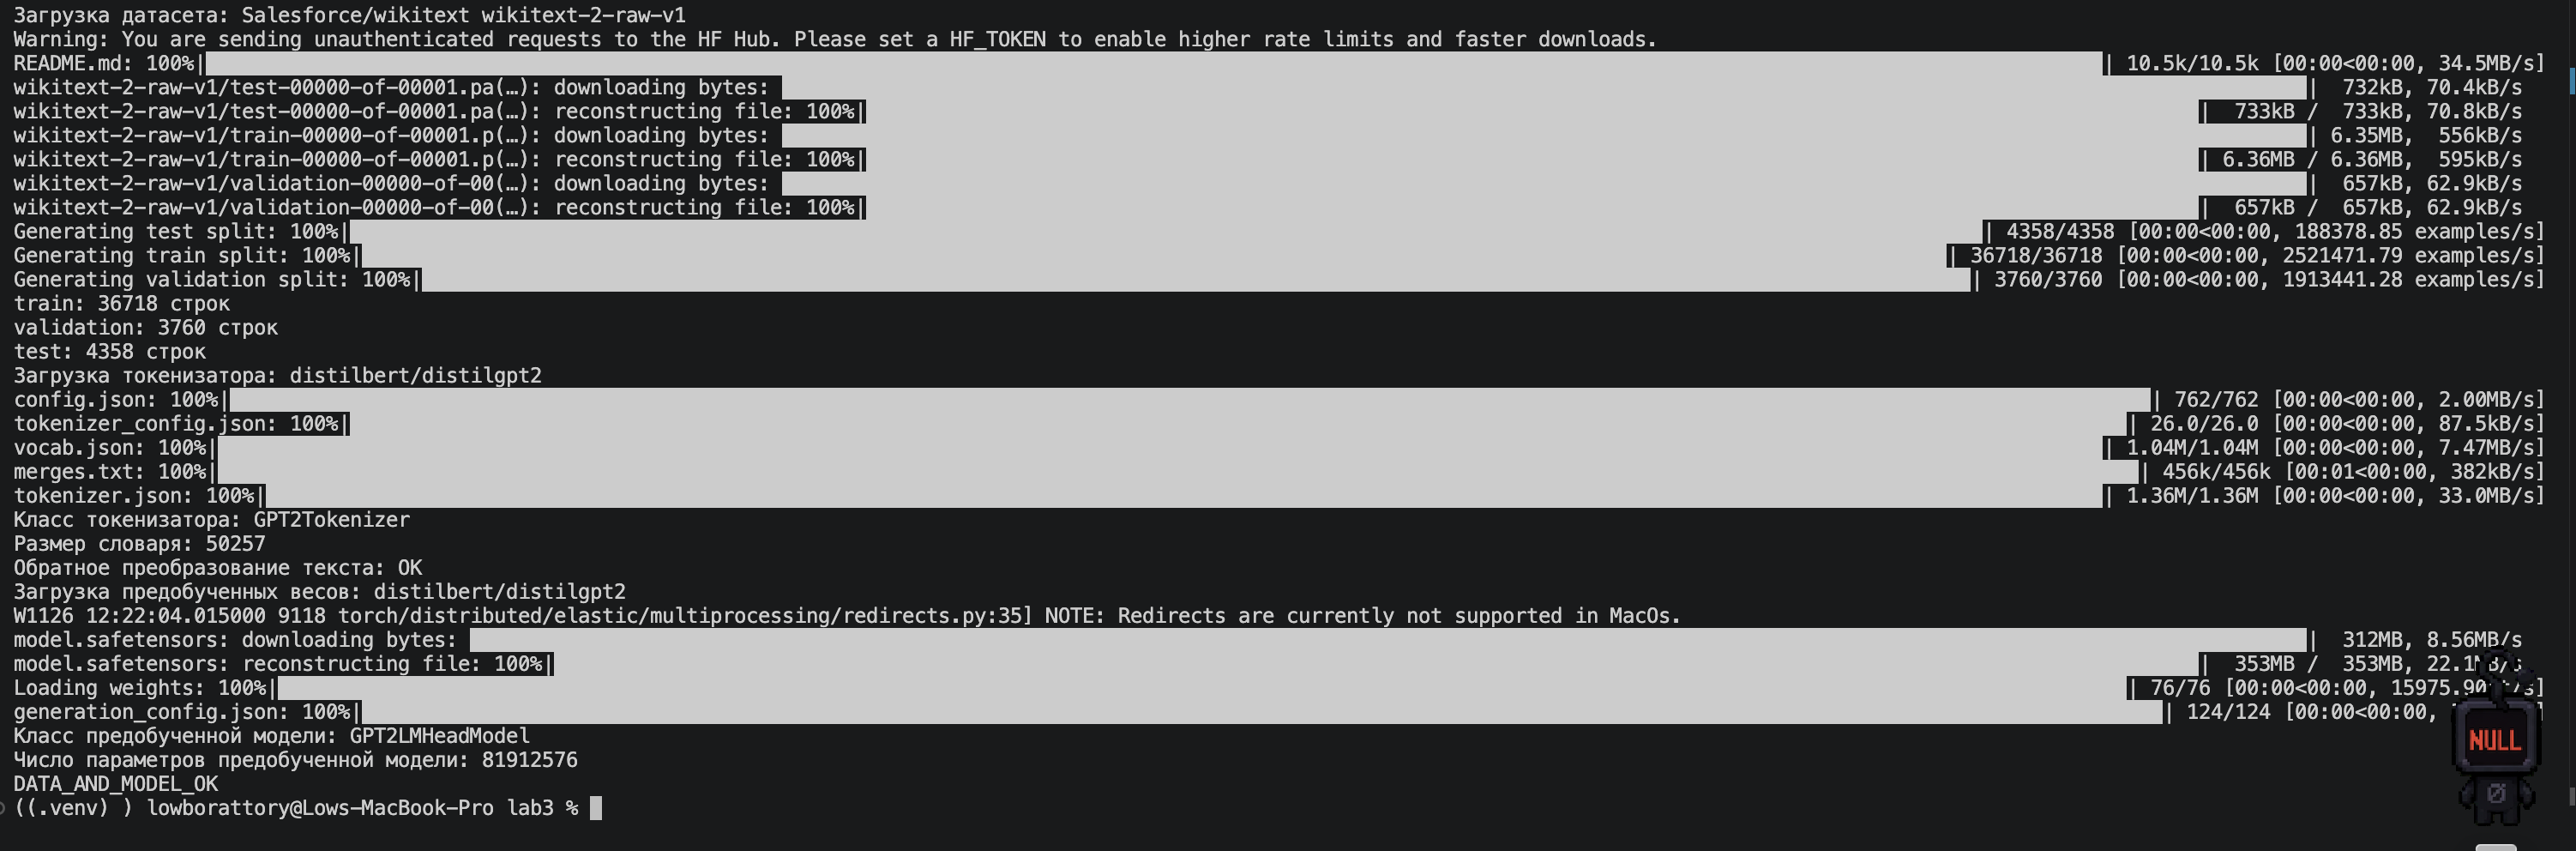 Загрузка датасета: Salesforce/wikitext wikitext-2-raw-v1
Warning: You are sending unauthenticated requests to the HF Hub. Please set a HF_TOKEN to enable higher rate limits and faster downloads.
README.md: 100%| | 10.5k/10.5k [00:00<00:00, 34.5MB/s]
wikitext-2-raw-v1/test-00000-of-00001.pa(…): downloading bytes: | 732kB, 70.4kB/s
wikitext-2-raw-v1/test-00000-of-00001.pa(…): reconstructing file: 100%| | 733kB / 733kB, 70.8kB/s
wikitext-2-raw-v1/train-00000-of-00001.p(…): downloading bytes: | 6.35MB, 556kB/s
wikitext-2-raw-v1/train-00000-of-00001.p(…): reconstructing file: 100%| | 6.36MB / 6.36MB, 595kB/s
wikitext-2-raw-v1/validation-00000-of-00(…): downloading bytes: | 657kB, 62.9kB/s
wikitext-2-raw-v1/validation-00000-of-00(…): reconstructing file: 100%| | 657kB / 657kB, 62.9kB/s
Generating test split: 100%| | 4358/4358 [00:00<00:00, 188378.85 examples/s]
Generating train split: 100%| | 36718/36718 [00:00<00:00, 2521471.79 examples/s]
Generating validation split: 100%| | 3760/3760 [00:00<00:00, 1913441.28 examples/s]
train: 36718 строк
validation: 3760 строк
test: 4358 строк
Загрузка токенизатора: distilbert/distilgpt2
config.json: 100%| | 762/762 [00:00<00:00, 2.00MB/s]
tokenizer_config.json: 100%| | 26.0/26.0 [00:00<00:00, 87.5kB/s]
vocab.json: 100%| | 1.04M/1.04M [00:00<00:00, 7.47MB/s]
merges.txt: 100%| | 456k/456k [00:01<00:00, 382kB/s]
tokenizer.json: 100%| | 1.36M/1.36M [00:00<00:00, 33.0MB/s]
Класс токенизатора: GPT2Tokenizer
Размер словаря: 50257
Обратное преобразование текста: OK
Загрузка предобученных весов: distilbert/distilgpt2
W1126 12:22:04.015000 9118 torch/distributed/elastic/multiprocessing/redirects.py:35] NOTE: Redirects are currently not supported in MacOs.
model.safetensors: downloading bytes: | 312MB, 8.56MB/s
model.safetensors: reconstructing file: 100%| | 353MB / 353MB, 22.1MB/s
Loading weights: 100%| | 76/76 [00:00<00:00,
generation_config.json: 100%| | 124/124 [00:00<00:00,
Класс предобученной модели: GPT2LMHeadModel
NULL
Число параметров предобученной модели: 81912576
DATA_AND_MODEL_OK
((.venv) ) lowborattory@Lows-MacBook-Pro lab3 %